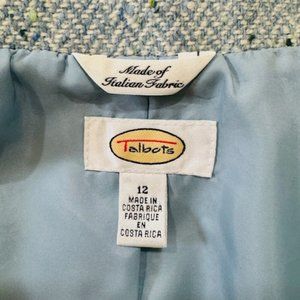 Made of
Italian Fabric
Talbots
12
MADE IN
COSTA RICA
FABRIQUE
EN
COSTA RICA